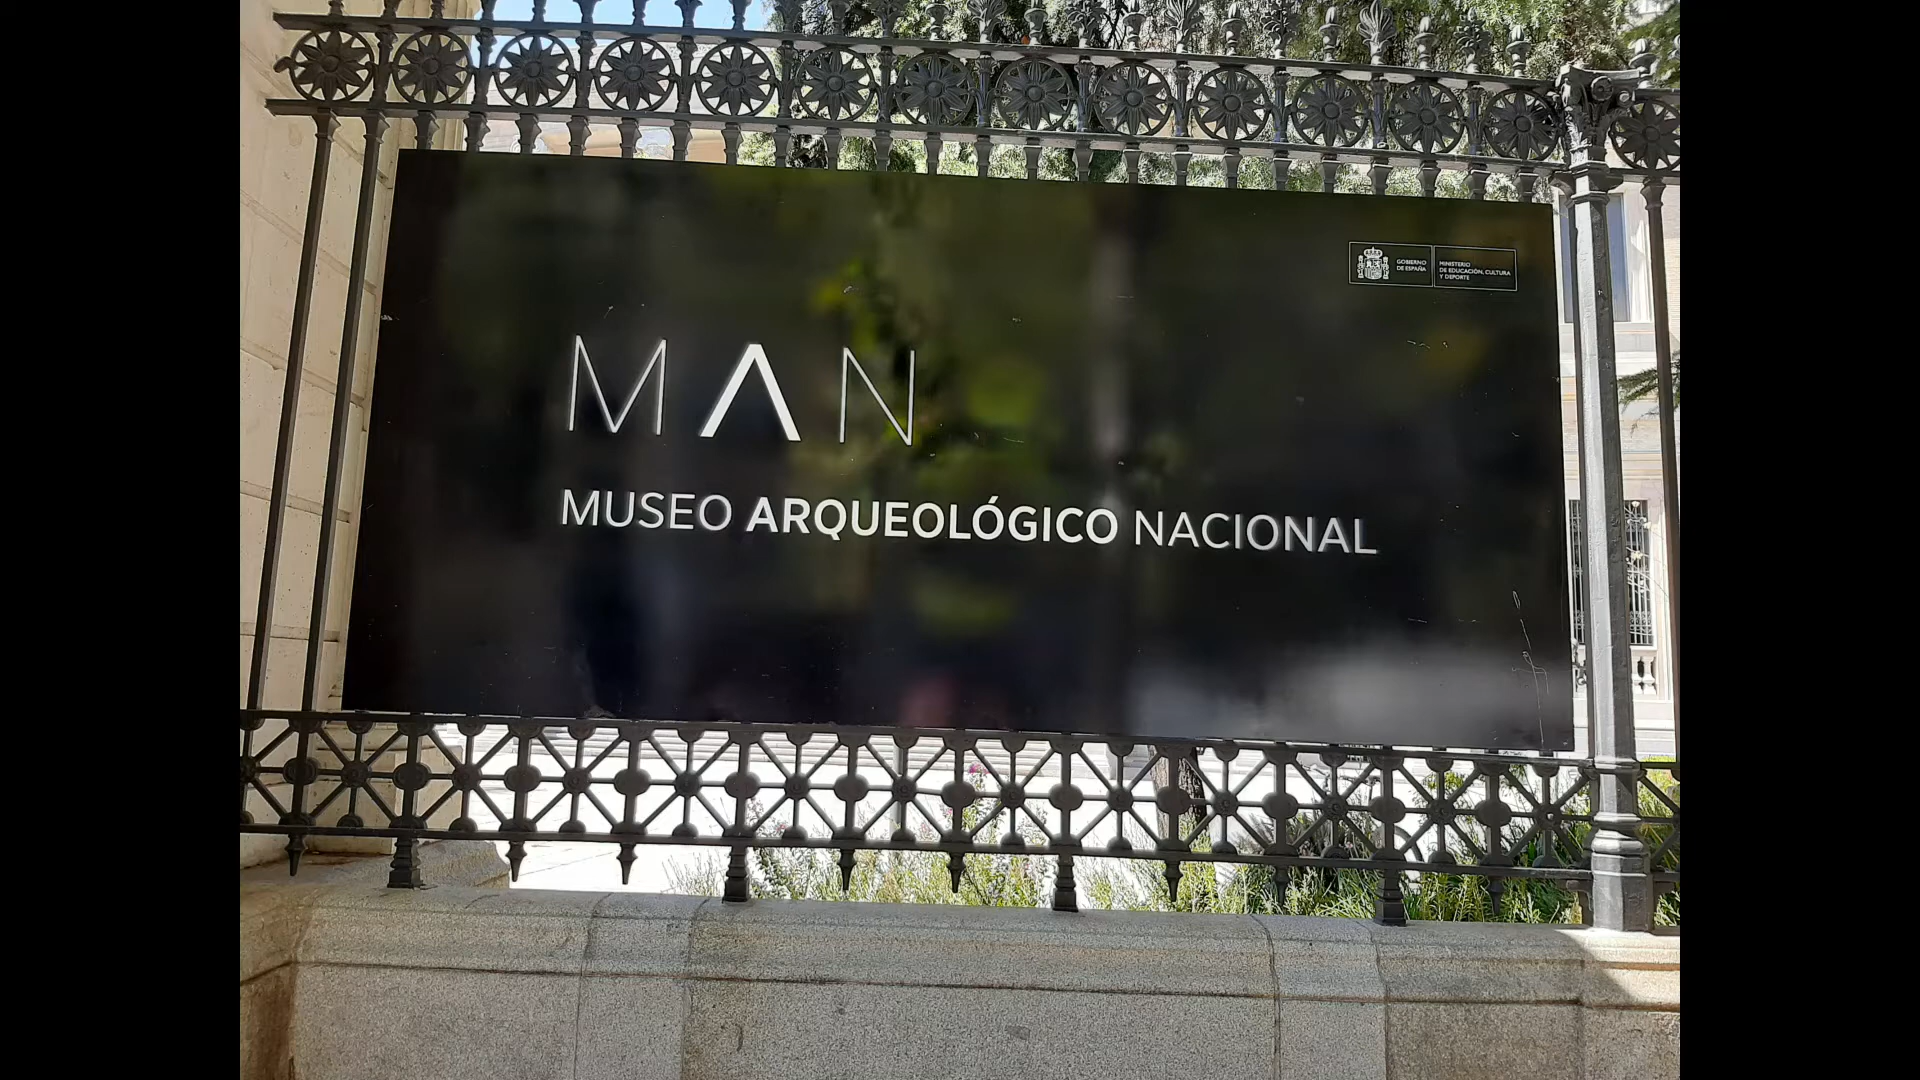 GOBIERNO
DE ESPAÑA
MINISTERIO
DE EDUCACIÓN, CULTURA
Y DEPORTE
MAN
MUSEO ARQUEOLÓGICO NACIONAL